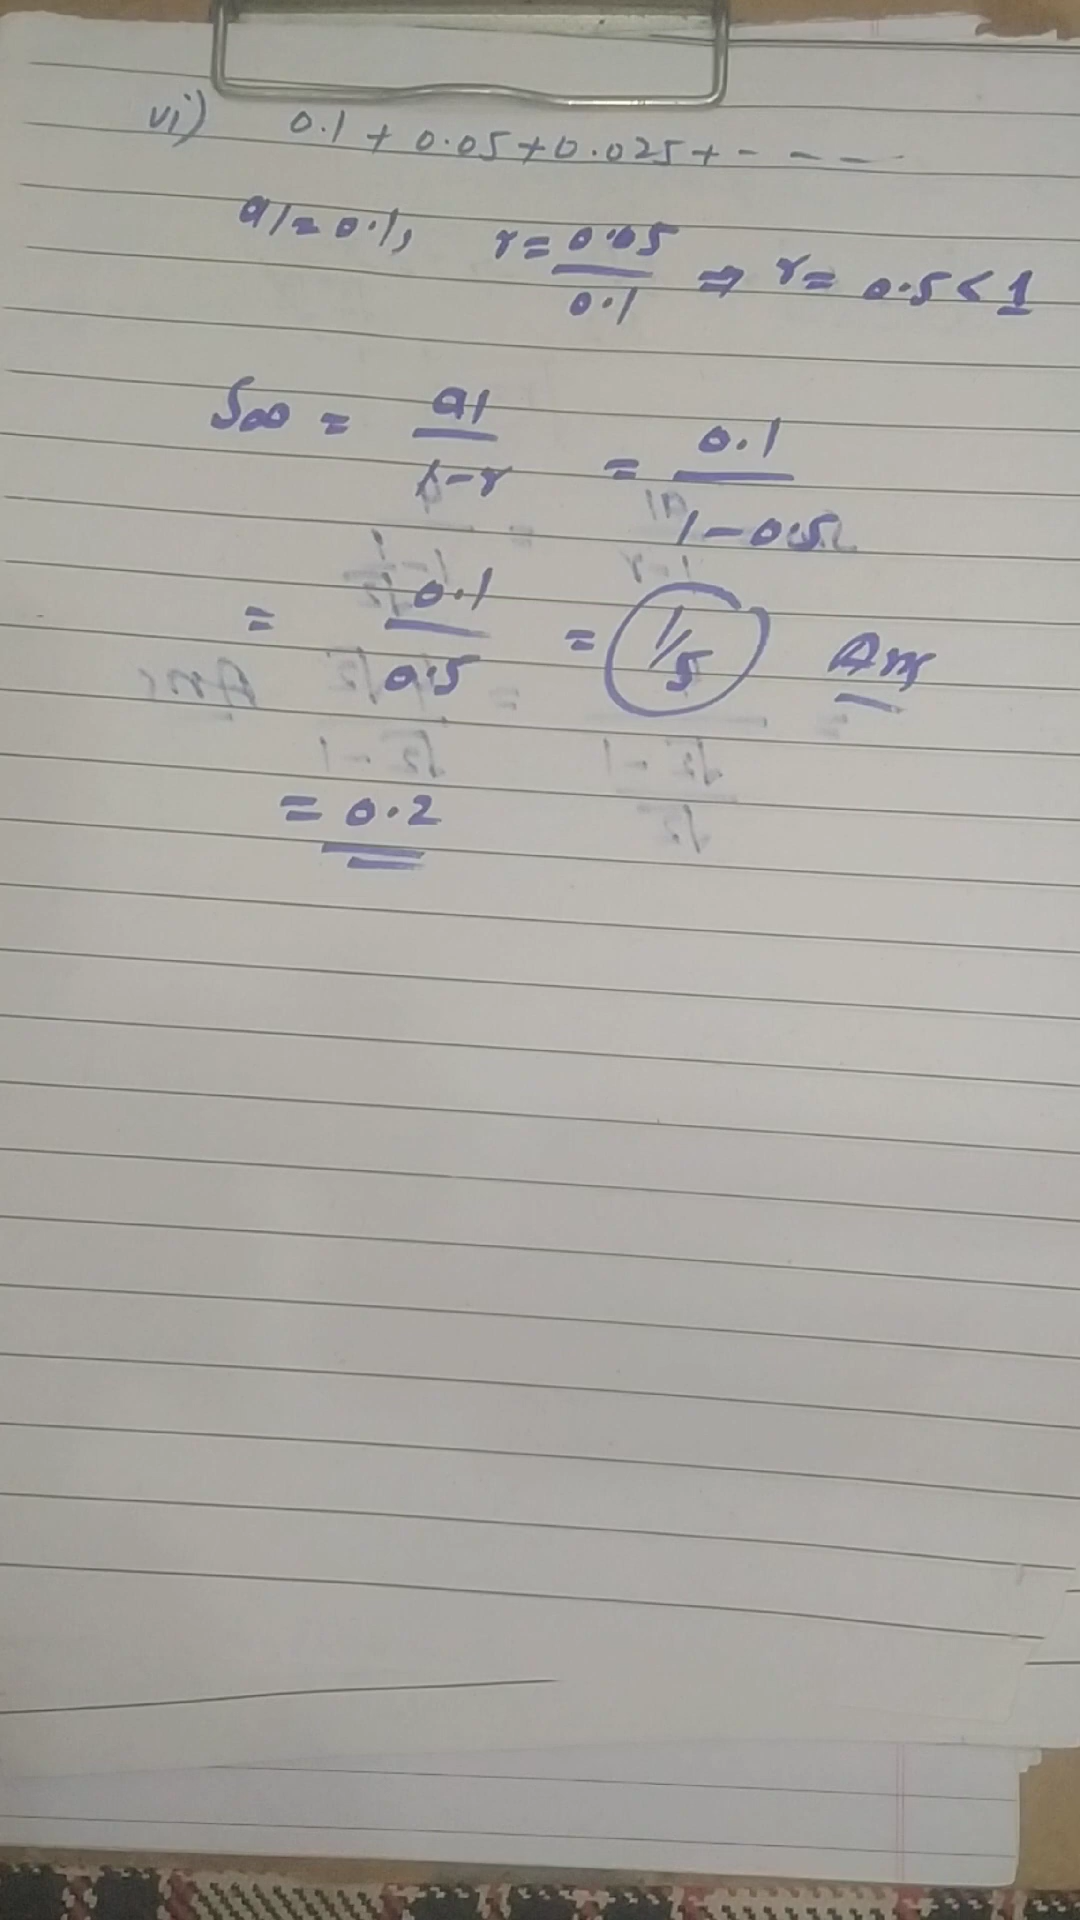 vi) 0.1 + 0.05 + 0.025 + - - - -
a1 = 0.1, r = 0.05/0.1 ⇒ r = 0.5 < 1
S∞ = a1/1-r = 0.1/1-0.5
= 0.1/0.5 = 1/5 Ans
= 0.2